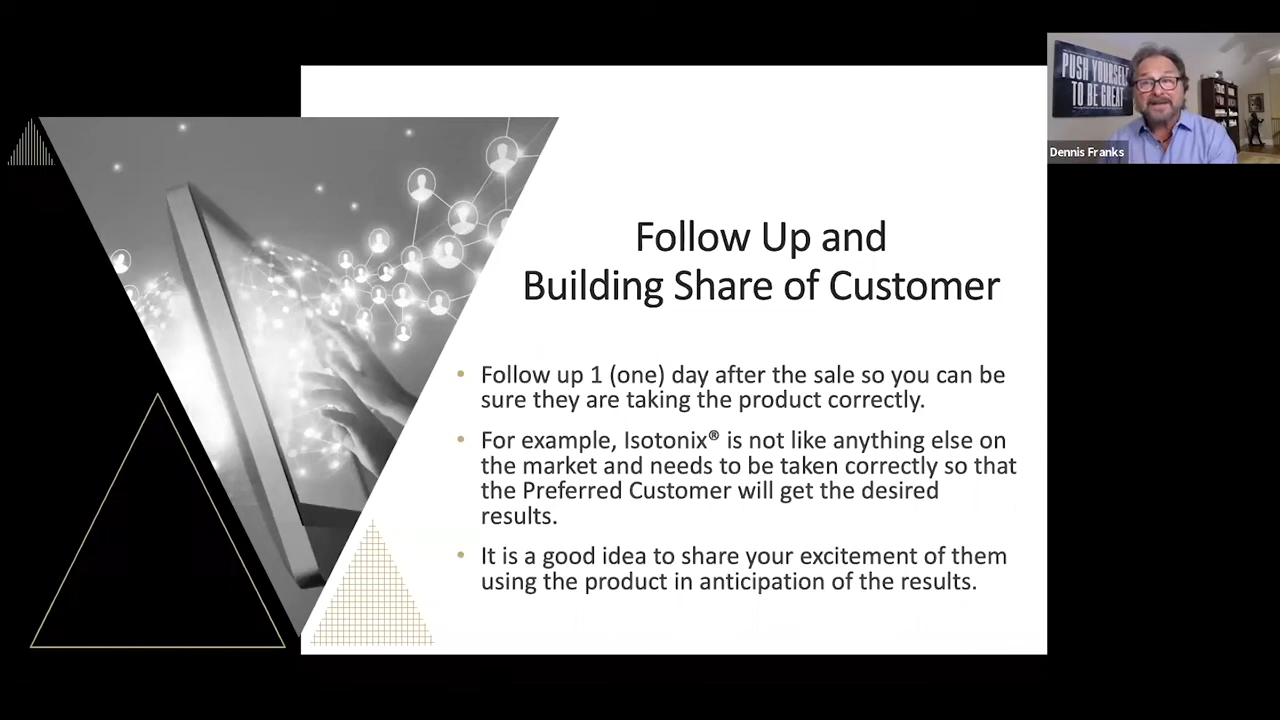 PUSH YOURSELF
TO BE GREAT
Dennis Franks
Follow Up and
Building Share of Customer
• Follow up 1 (one) day after the sale so you can be
sure they are taking the product correctly.
• For example, Isotonix® is not like anything else on
the market and needs to be taken correctly so that
the Preferred Customer will get the desired
results.
• It is a good idea to share your excitement of them
using the product in anticipation of the results.